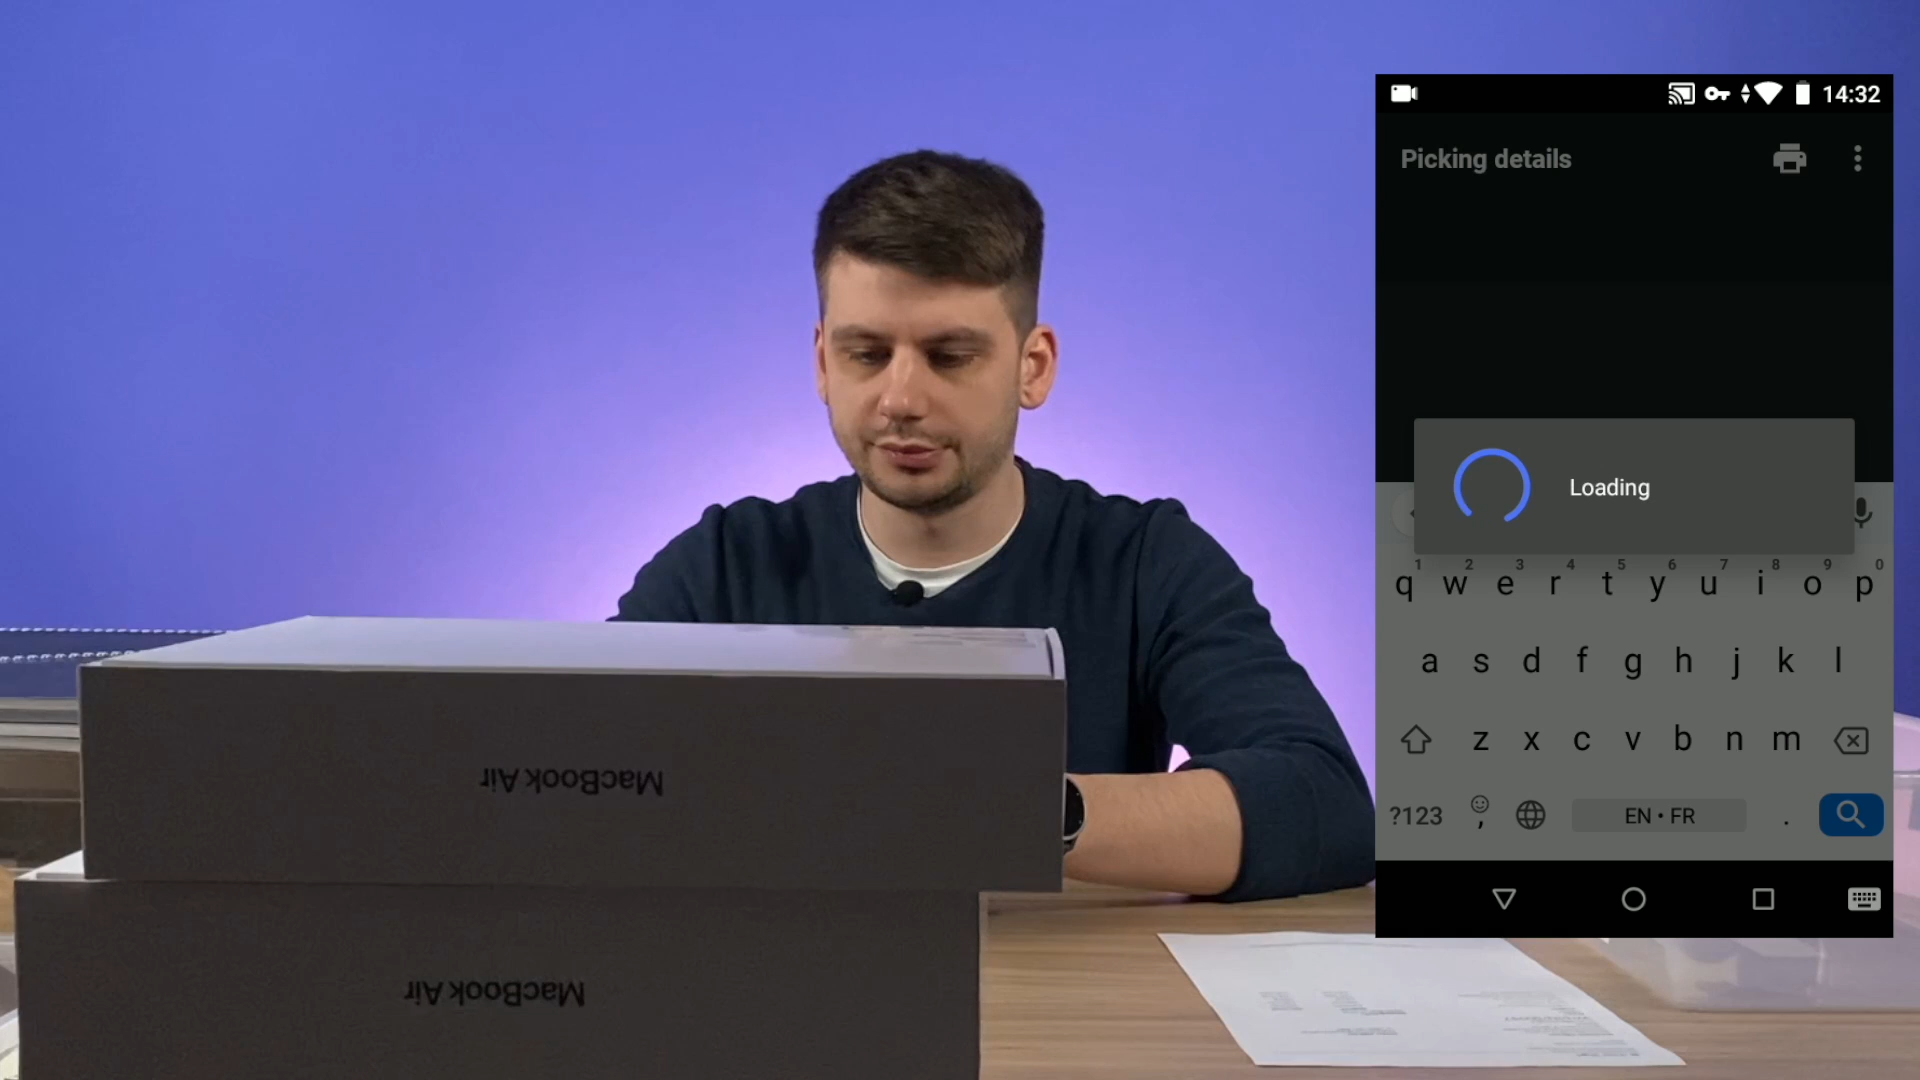 14:32
Picking details
Loading
1 2 3 4 5 6 7 8 9 0
q w e r t y u i o p
a s d f g h j k l
z x c v b n m
?123 , EN • FR .
MacBook Air
MacBook Air